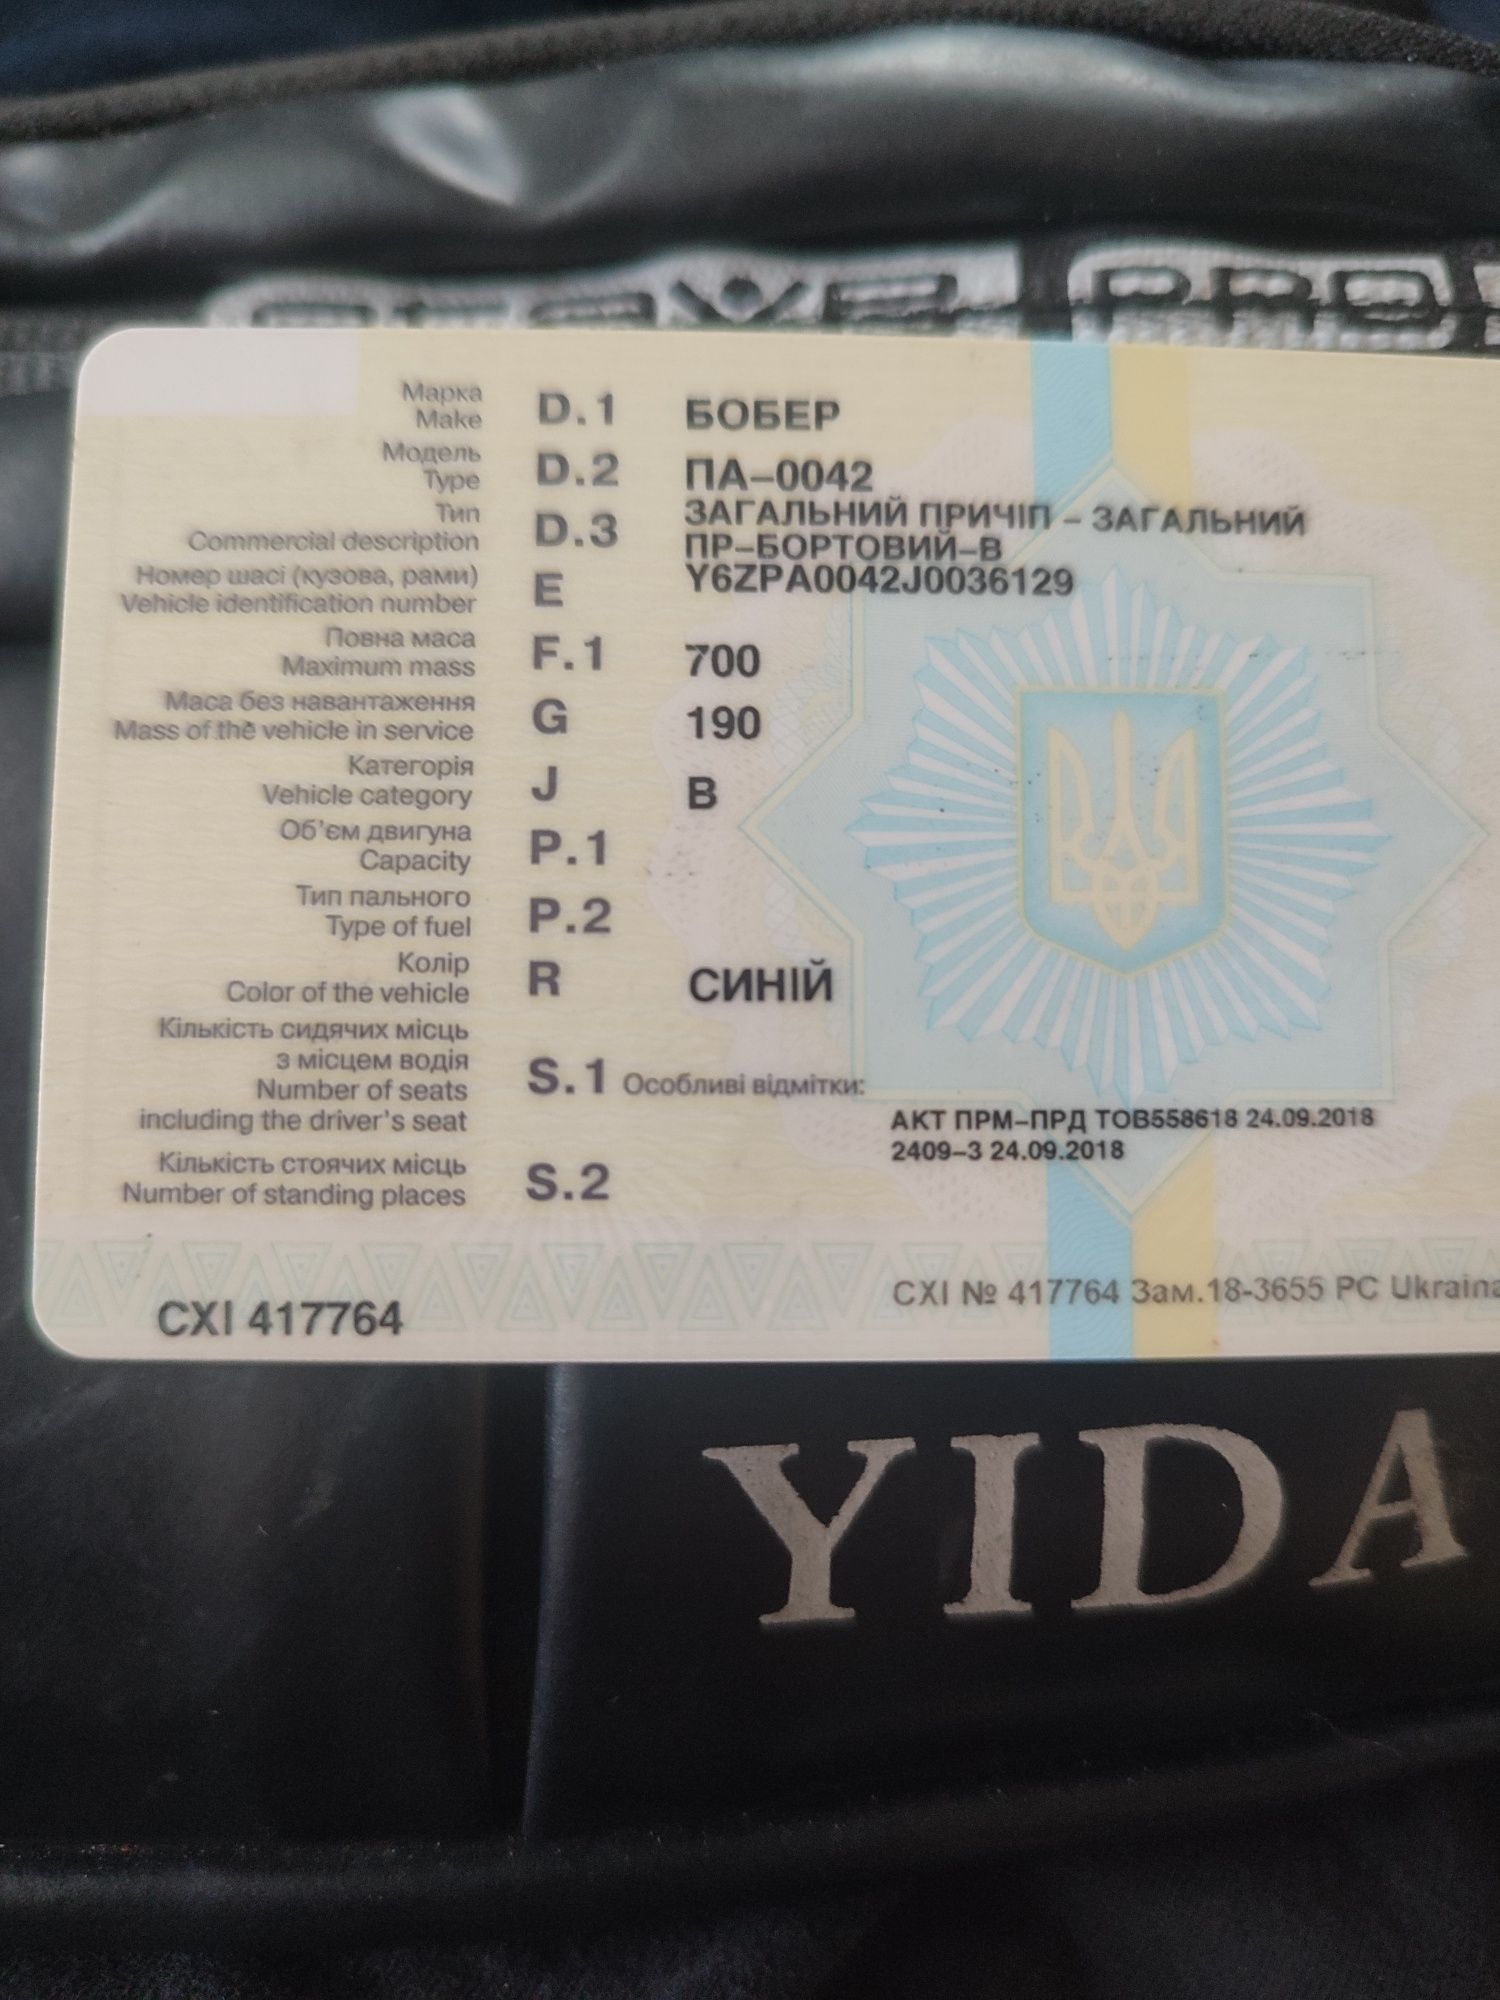 Марка
Make D.1 БОБЕР
Модель
Type D.2 ПА–0042
Тип
Commercial description D.3 ЗАГАЛЬНИЙ ПРИЧІП – ЗАГАЛЬНИЙ
ПР–БОРТОВИЙ–В
Номер шасі (кузова, рами)
Vehicle identification number E Y6ZPA0042J0036129
Повна маса
Maximum mass F.1 700
Маса без навантаження
Mass of the vehicle in service G 190
Категорія
Vehicle category J B
Об'єм двигуна
Capacity P.1
Тип пального
Type of fuel P.2
Колір
Color of the vehicle R СИНІЙ
Кількість сидячих місць
з місцем водія
Number of seats S.1 Особливі відмітки:
including the driver's seat
АКТ ПРМ–ПРД ТОВ558618 24.09.2018
2409–3 24.09.2018
Кількість стоячих місць
Number of standing places S.2
СХІ № 417764 Зам.18-3655 PC Ukraina
СХІ 417764
YIDA